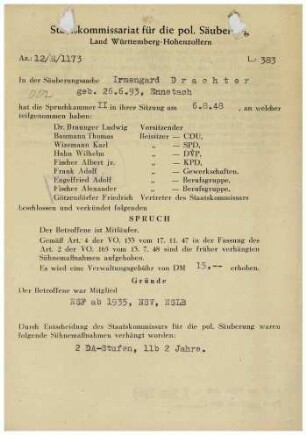 Staatskommissariat für die pol. Säuberung
Land Württemberg-Hohenzollern
Az: 12/E/1173
L: 383
In der Säuberungssache Irmengard Drachter
geb. 26.6.93, Ennetach
hat die Spruchkammer II in ihrer Sitzung am 6.8.48, an welcher
teilgenommen haben:
Dr. Brauger Ludwig Vorsitzender
Baumann Thomas Beisitzer — CDU,
Wizemann Karl „ — SPD,
Hahn Wilhelm „ — DVP,
Fischer Albert jr. „ — KPD,
Frank Adolf „ — Gewerkschaften.
Engelfried Adolf „ — Berufsgruppe.
Fischer Alexander „ — Berufsgruppe.
Götzendörfer Friedrich Vertreter des Staatskommissars
beschlossen und verkündet folgenden
SPRUCH
Der Betroffene ist Mitläufer.
Gemäß Art. 4 der VO. 133 vom 17. 11. 47 in der Fassung des
Art. 2 der VO. 165 vom 13. 7. 48 sind die früher verhängten
Sühnemaßnahmen aufgehoben.
Es wird eine Verwaltungsgebühr von DM 15,-- erhoben.
Gründe
Der Betroffene war Mitglied
NSF ab 1935, NSV, NSLB
Durch Entscheidung des Staatskommissars für die pol. Säuberung waren
folgende Sühnemaßnahmen verhängt worden:
2 DA-Stufen, 11b 2 Jahre.